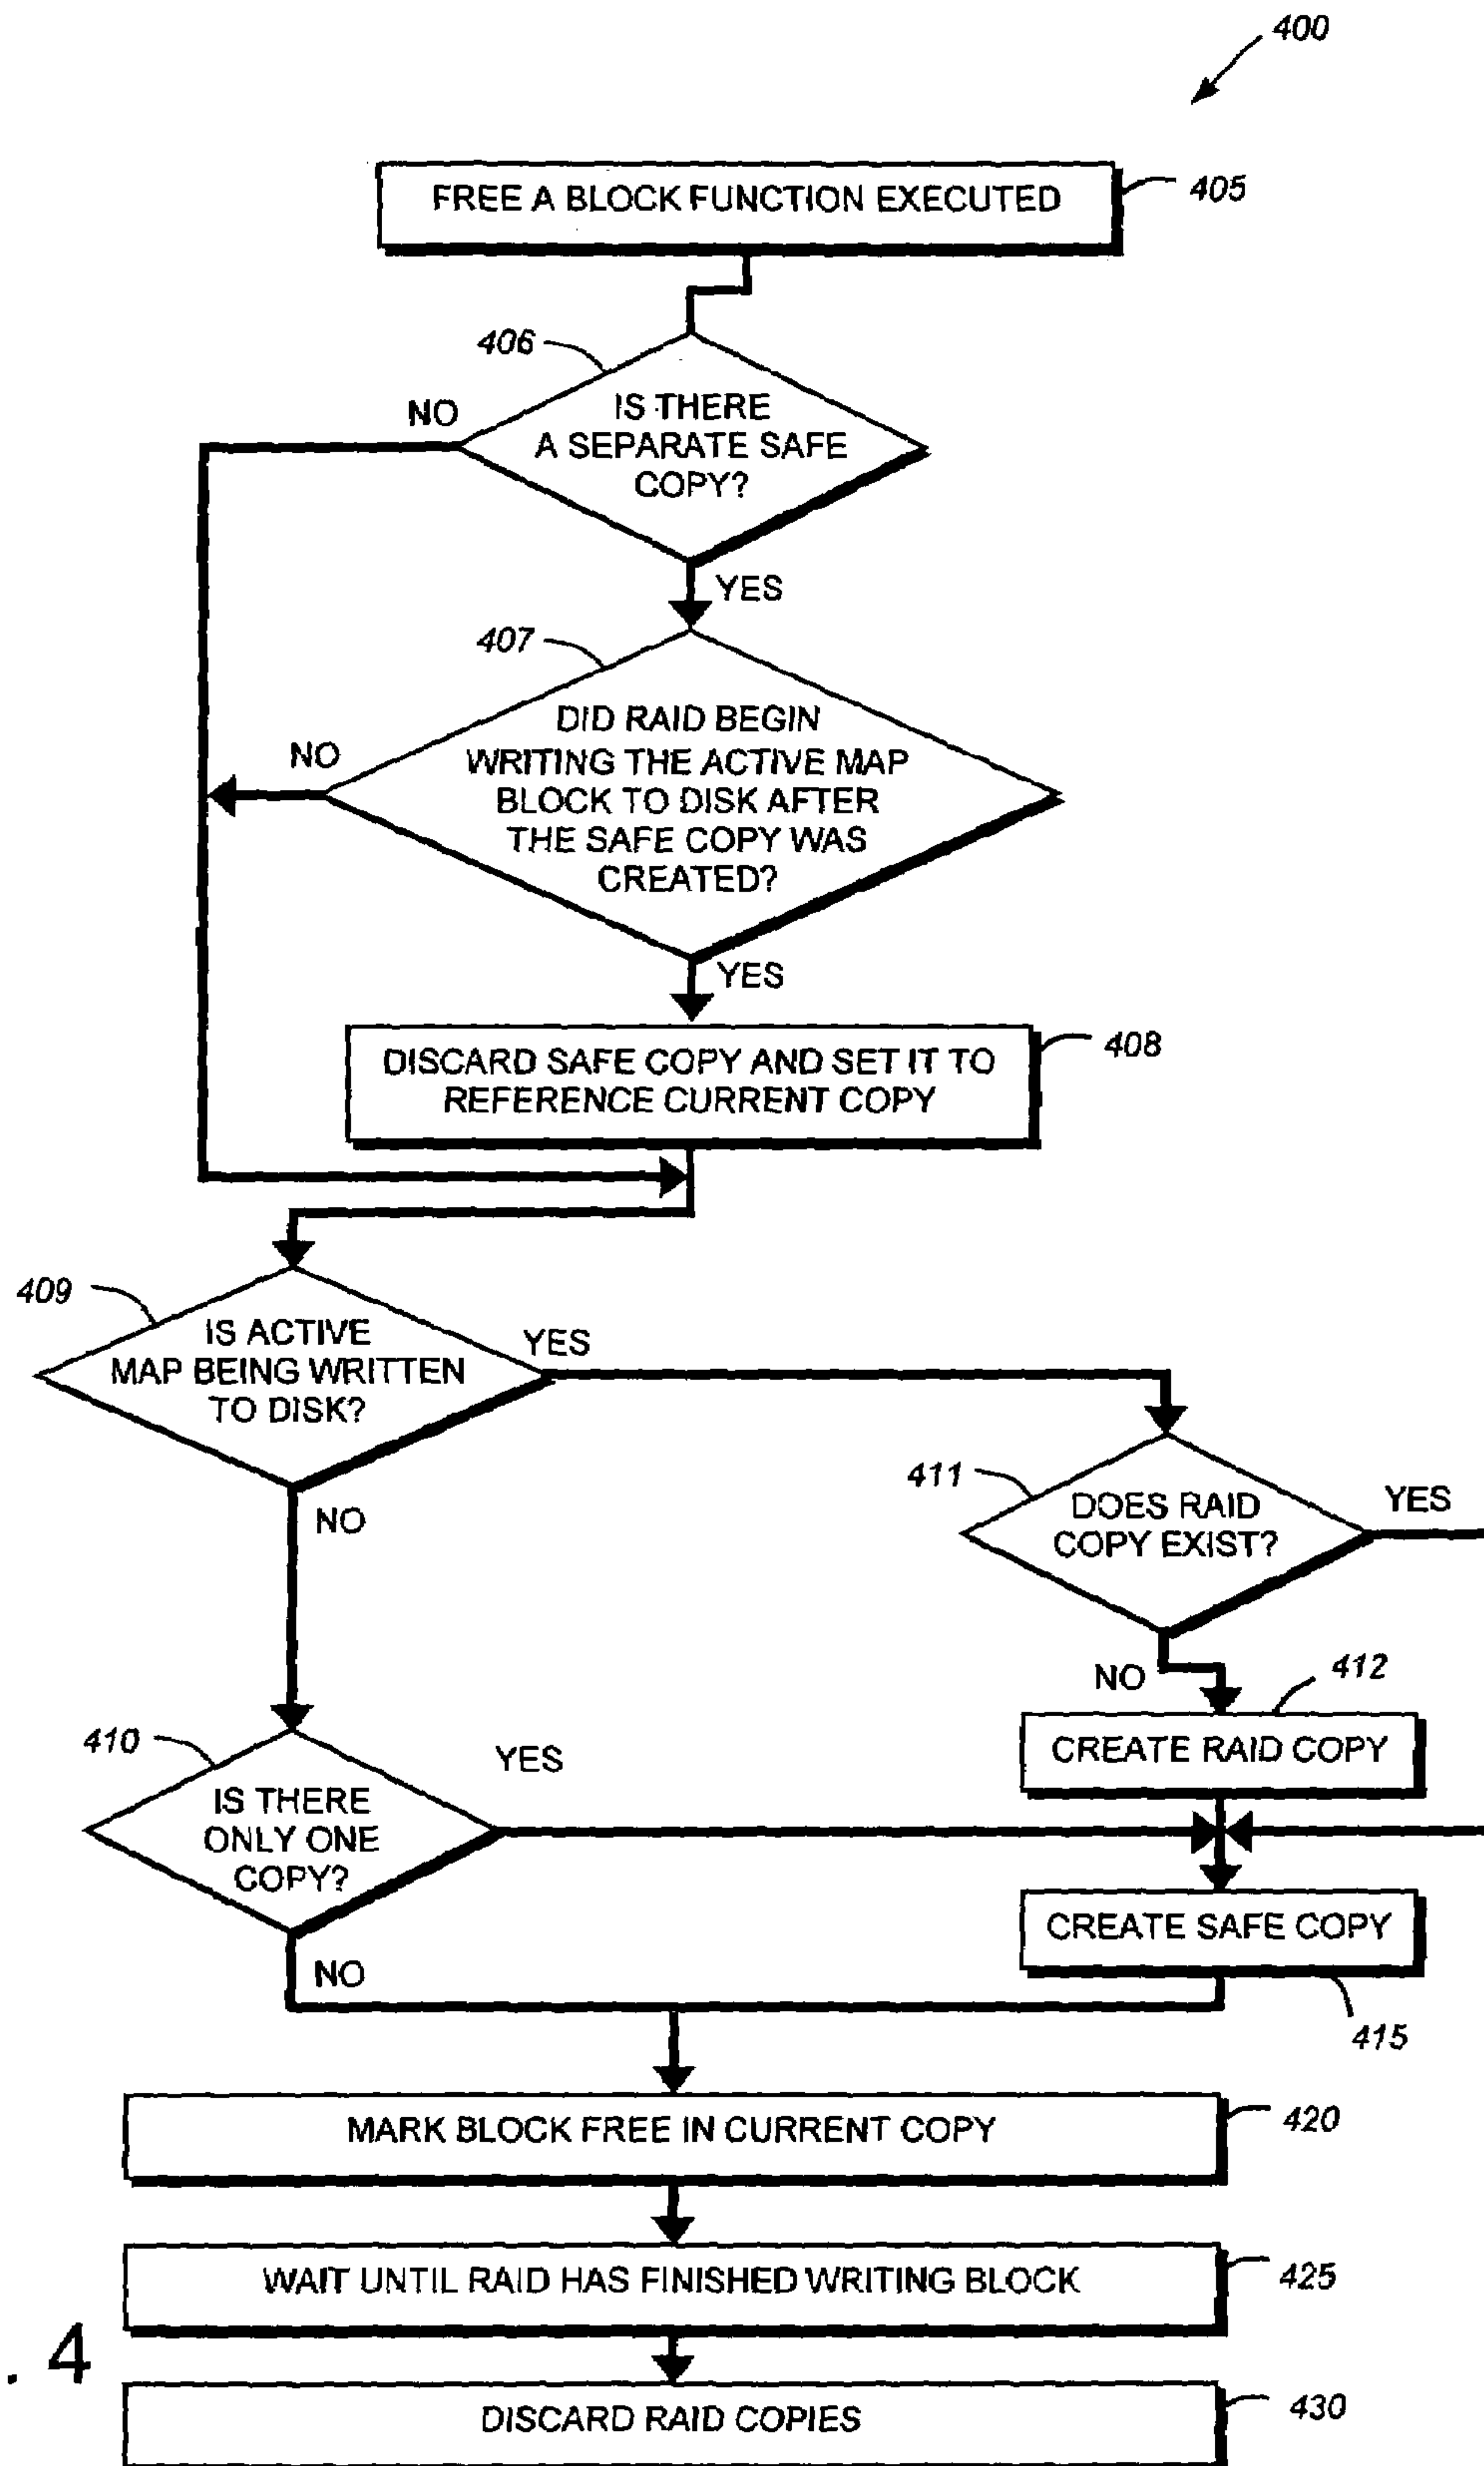 400
FREE A BLOCK FUNCTION EXECUTED
405
406
NO
IS THERE
A SEPARATE SAFE
COPY?
YES
407
NO
DID RAID BEGIN
WRITING THE ACTIVE MAP
BLOCK TO DISK AFTER
THE SAFE COPY WAS
CREATED?
YES
DISCARD SAFE COPY AND SET IT TO
REFERENCE CURRENT COPY
408
409
IS ACTIVE
MAP BEING WRITTEN
TO DISK?
YES
NO
411
DOES RAID
COPY EXIST?
YES
NO
412
CREATE RAID COPY
410
IS THERE
ONLY ONE
COPY?
YES
NO
CREATE SAFE COPY
415
MARK BLOCK FREE IN CURRENT COPY
420
WAIT UNTIL RAID HAS FINISHED WRITING BLOCK
425
. 4
DISCARD RAID COPIES
430